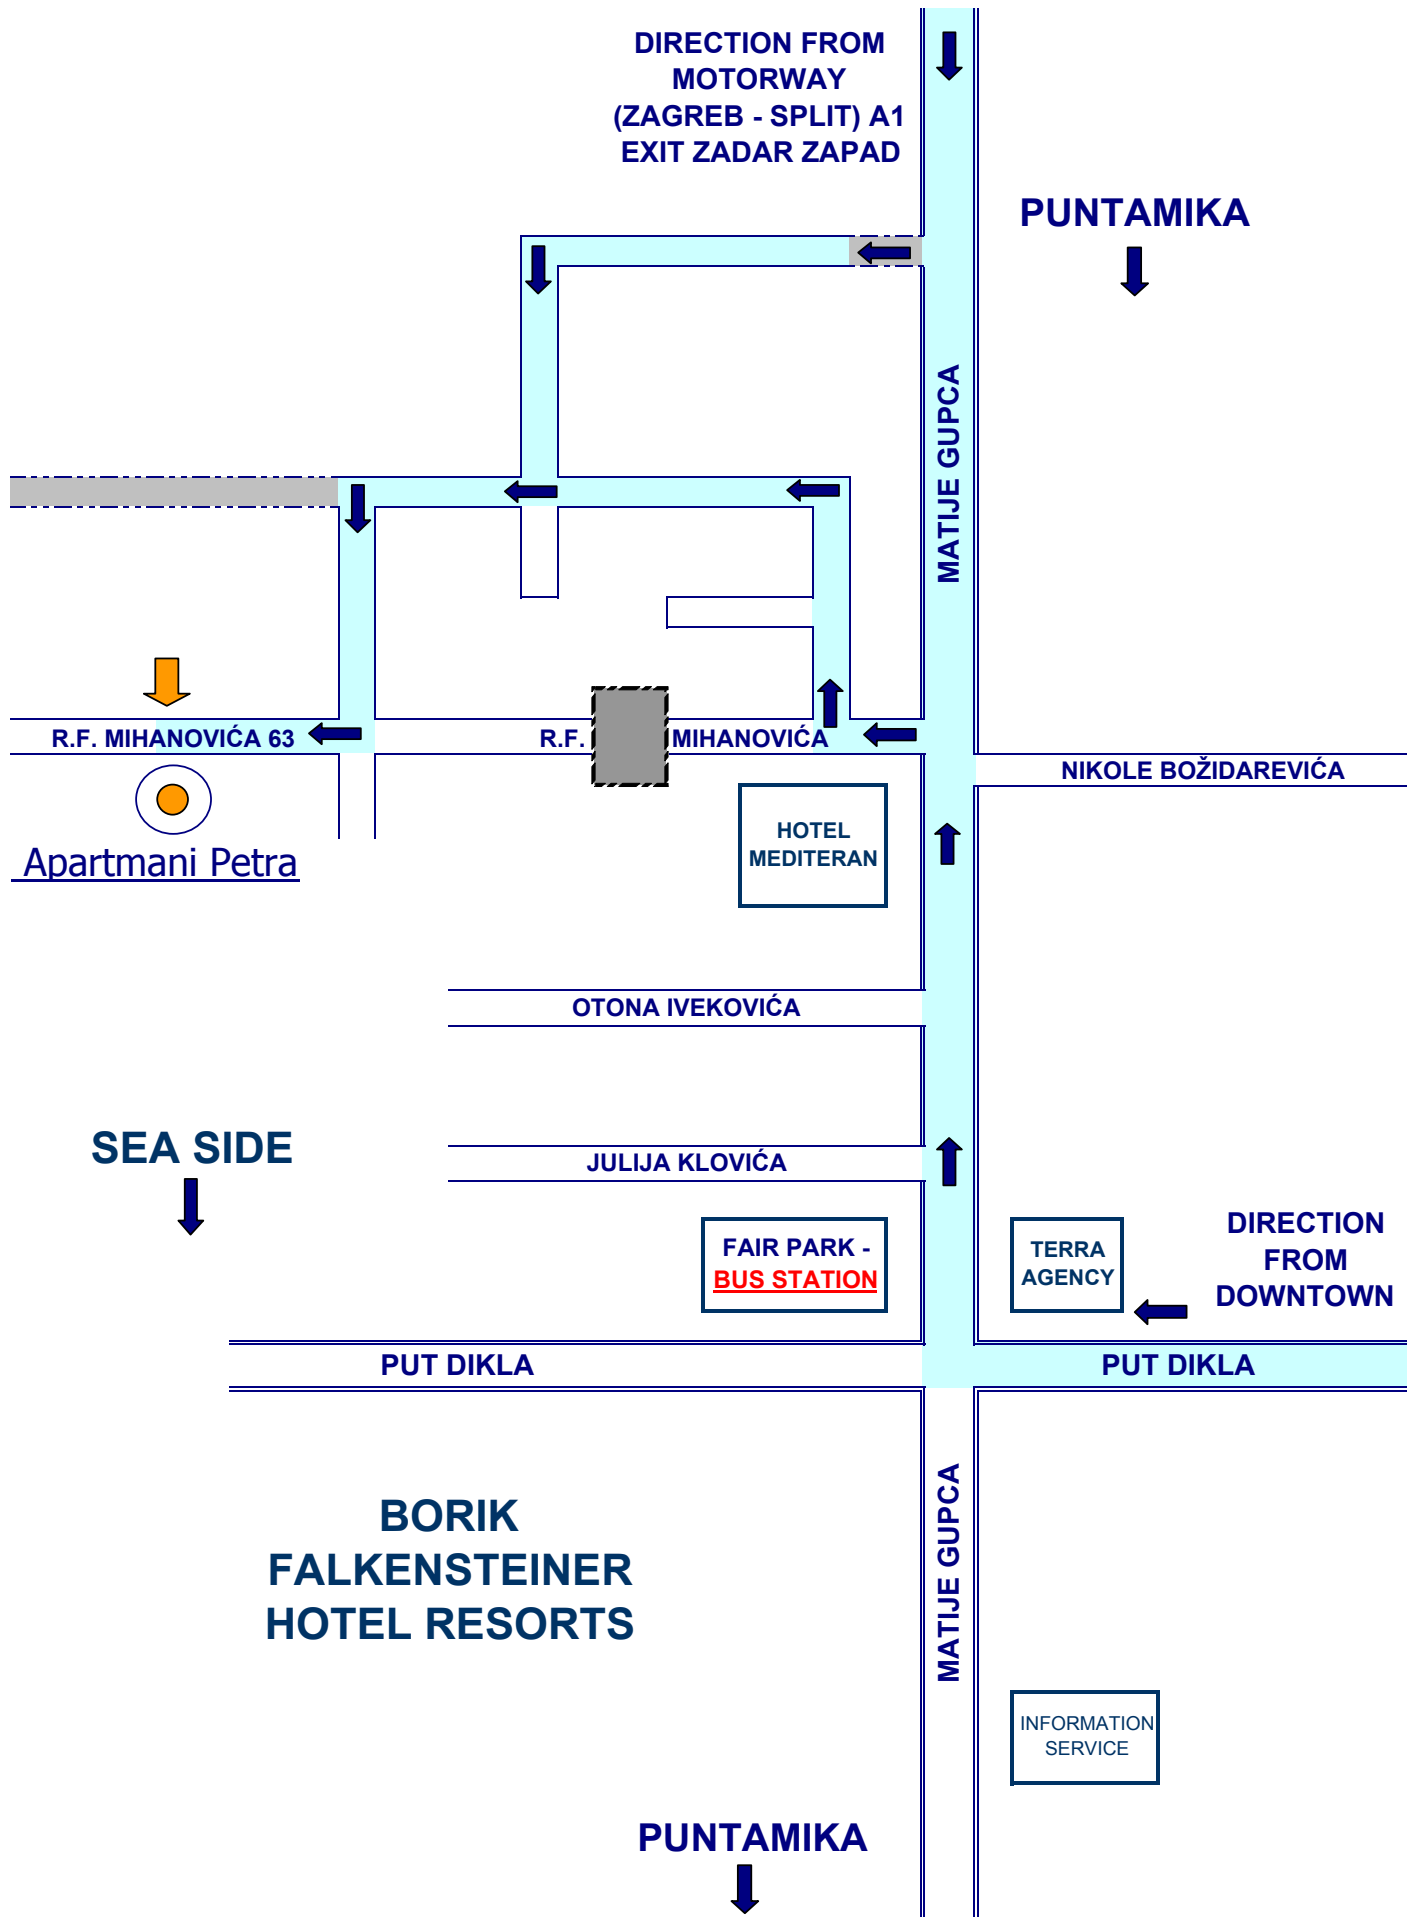 DIRECTION FROM
MOTORWAY
(ZAGREB - SPLIT) A1
EXIT ZADAR ZAPAD
PUNTAMIKA
MATIJE GUPCA
R.F. MIHANOVIĆA 63
R.F.
MIHANOVIĆA
NIKOLE BOŽIDAREVIĆA
HOTEL
MEDITERAN
Apartmani Petra
OTONA IVEKOVIĆA
SEA SIDE
JULIJA KLOVIĆA
FAIR PARK -
BUS STATION
TERRA
AGENCY
DIRECTION
FROM
DOWNTOWN
PUT DIKLA
PUT DIKLA
MATIJE GUPCA
BORIK
FALKENSTEINER
HOTEL RESORTS
INFORMATION
SERVICE
PUNTAMIKA